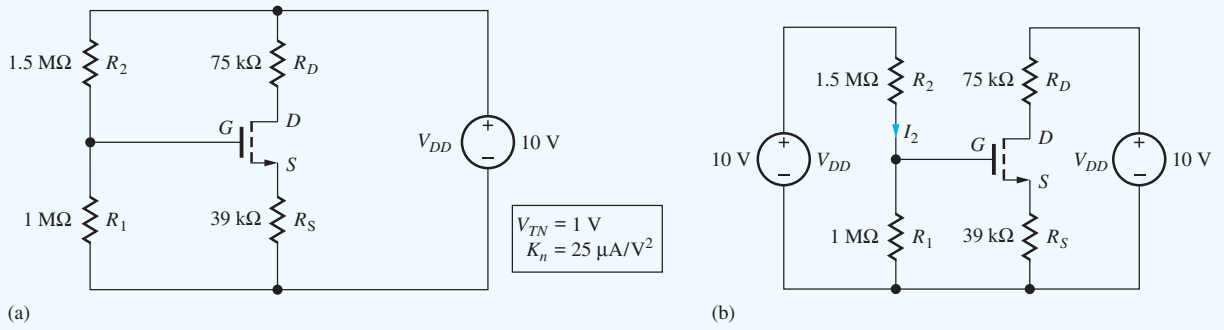 1.5 MΩ R2 75 kΩ RD
G D
S
VDD 10 V
1 MΩ R1 39 kΩ RS
VTN = 1 V
Kn = 25 μA/V²
(a)
1.5 MΩ R2 75 kΩ RD
I2
10 V VDD G D
S
VDD 10 V
1 MΩ R1 39 kΩ RS
(b)